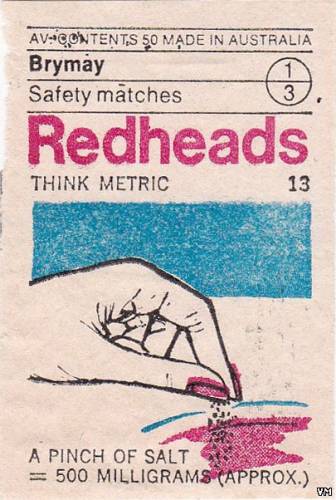 AV. CONTENTS 50 MADE IN AUSTRALIA
Brymay
1
3
Safety matches
Redheads
THINK METRIC 13
A PINCH OF SALT
= 500 MILLIGRAMS (APPROX.)
YM